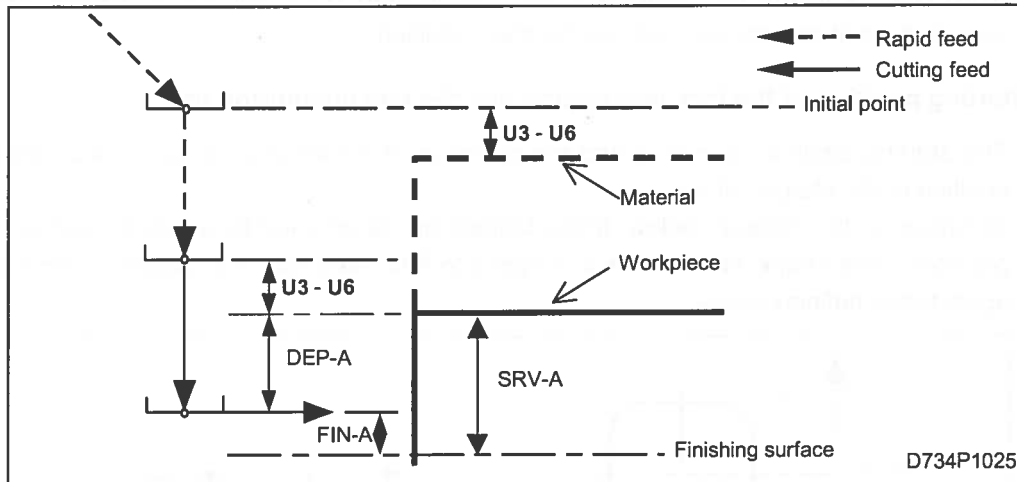 Rapid feed
Cutting feed
Initial point
U3 - U6
Material
Workpiece
U3 - U6
DEP-A
SRV-A
FIN-A
Finishing surface
D734P1025